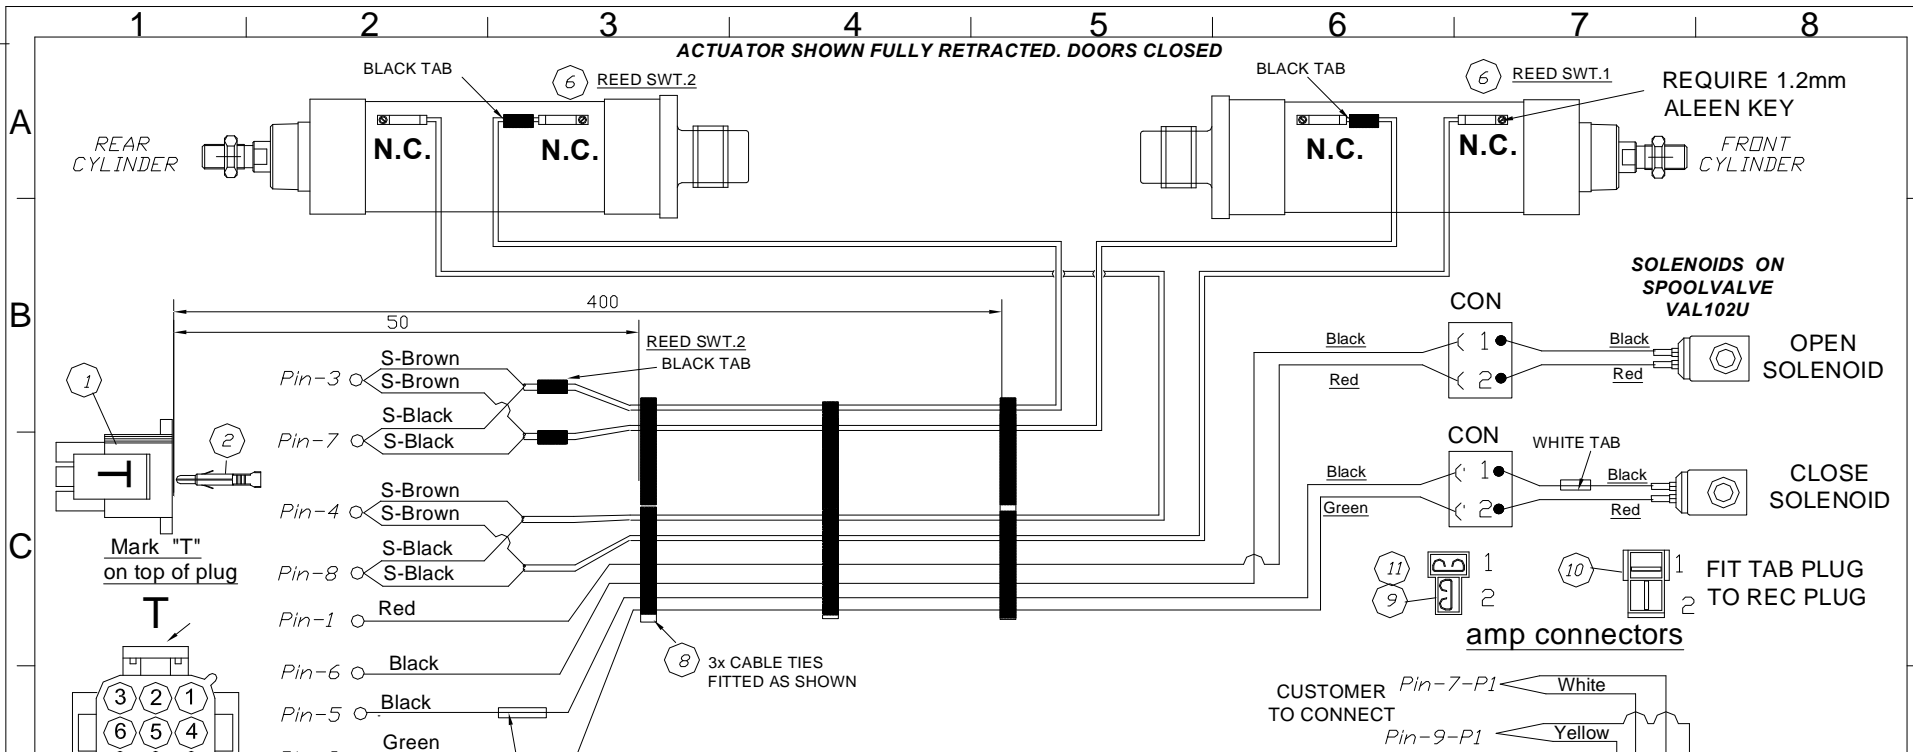 1 2 3 4 5 6 7 8
ACTUATOR SHOWN FULLY RETRACTED. DOORS CLOSED
A
BLACK TAB
6
REED SWT.2
BLACK TAB
6
REED SWT.1
REQUIRE 1.2mm
ALEEN KEY
REAR
CYLINDER
N.C.
N.C.
N.C.
N.C.
FRONT
CYLINDER
B
400
50
SOLENOIDS ON
SPOOLVALVE
VAL102U
REED SWT.2
BLACK TAB
CON
1
2
Black
Red
Black
Red
OPEN
SOLENOID
1
2
T
Pin-3
S-Brown
S-Brown
Pin-7
S-Black
S-Black
CON
1
2
WHITE TAB
Black
Green
Black
Red
CLOSE
SOLENOID
C
Pin-4
S-Brown
S-Brown
Pin-8
S-Black
S-Black
Mark "T"
on top of plug
T
11
9
1
2
10
1
2
FIT TAB PLUG
TO REC PLUG
amp connectors
Pin-1
Red
Pin-6
Black
Pin-5
Black
Green
8
3x CABLE TIES
FITTED AS SHOWN
3 2 1
6 5 4
CUSTOMER
TO CONNECT
Pin-7-P1
White
Pin-9-P1
Yellow